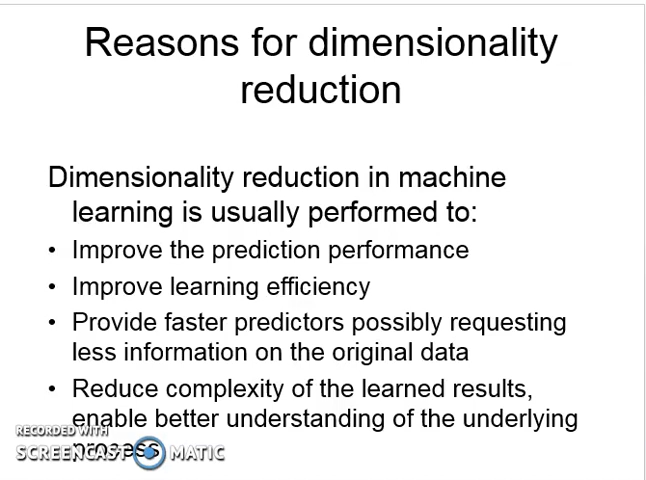 Reasons for dimensionality
reduction
Dimensionality reduction in machine
learning is usually performed to:
• Improve the prediction performance
• Improve learning efficiency
• Provide faster predictors possibly requesting
less information on the original data
• Reduce complexity of the learned results,
enable better understanding of the underlying
process
RECORDED WITH
SCREENCAST MATIC